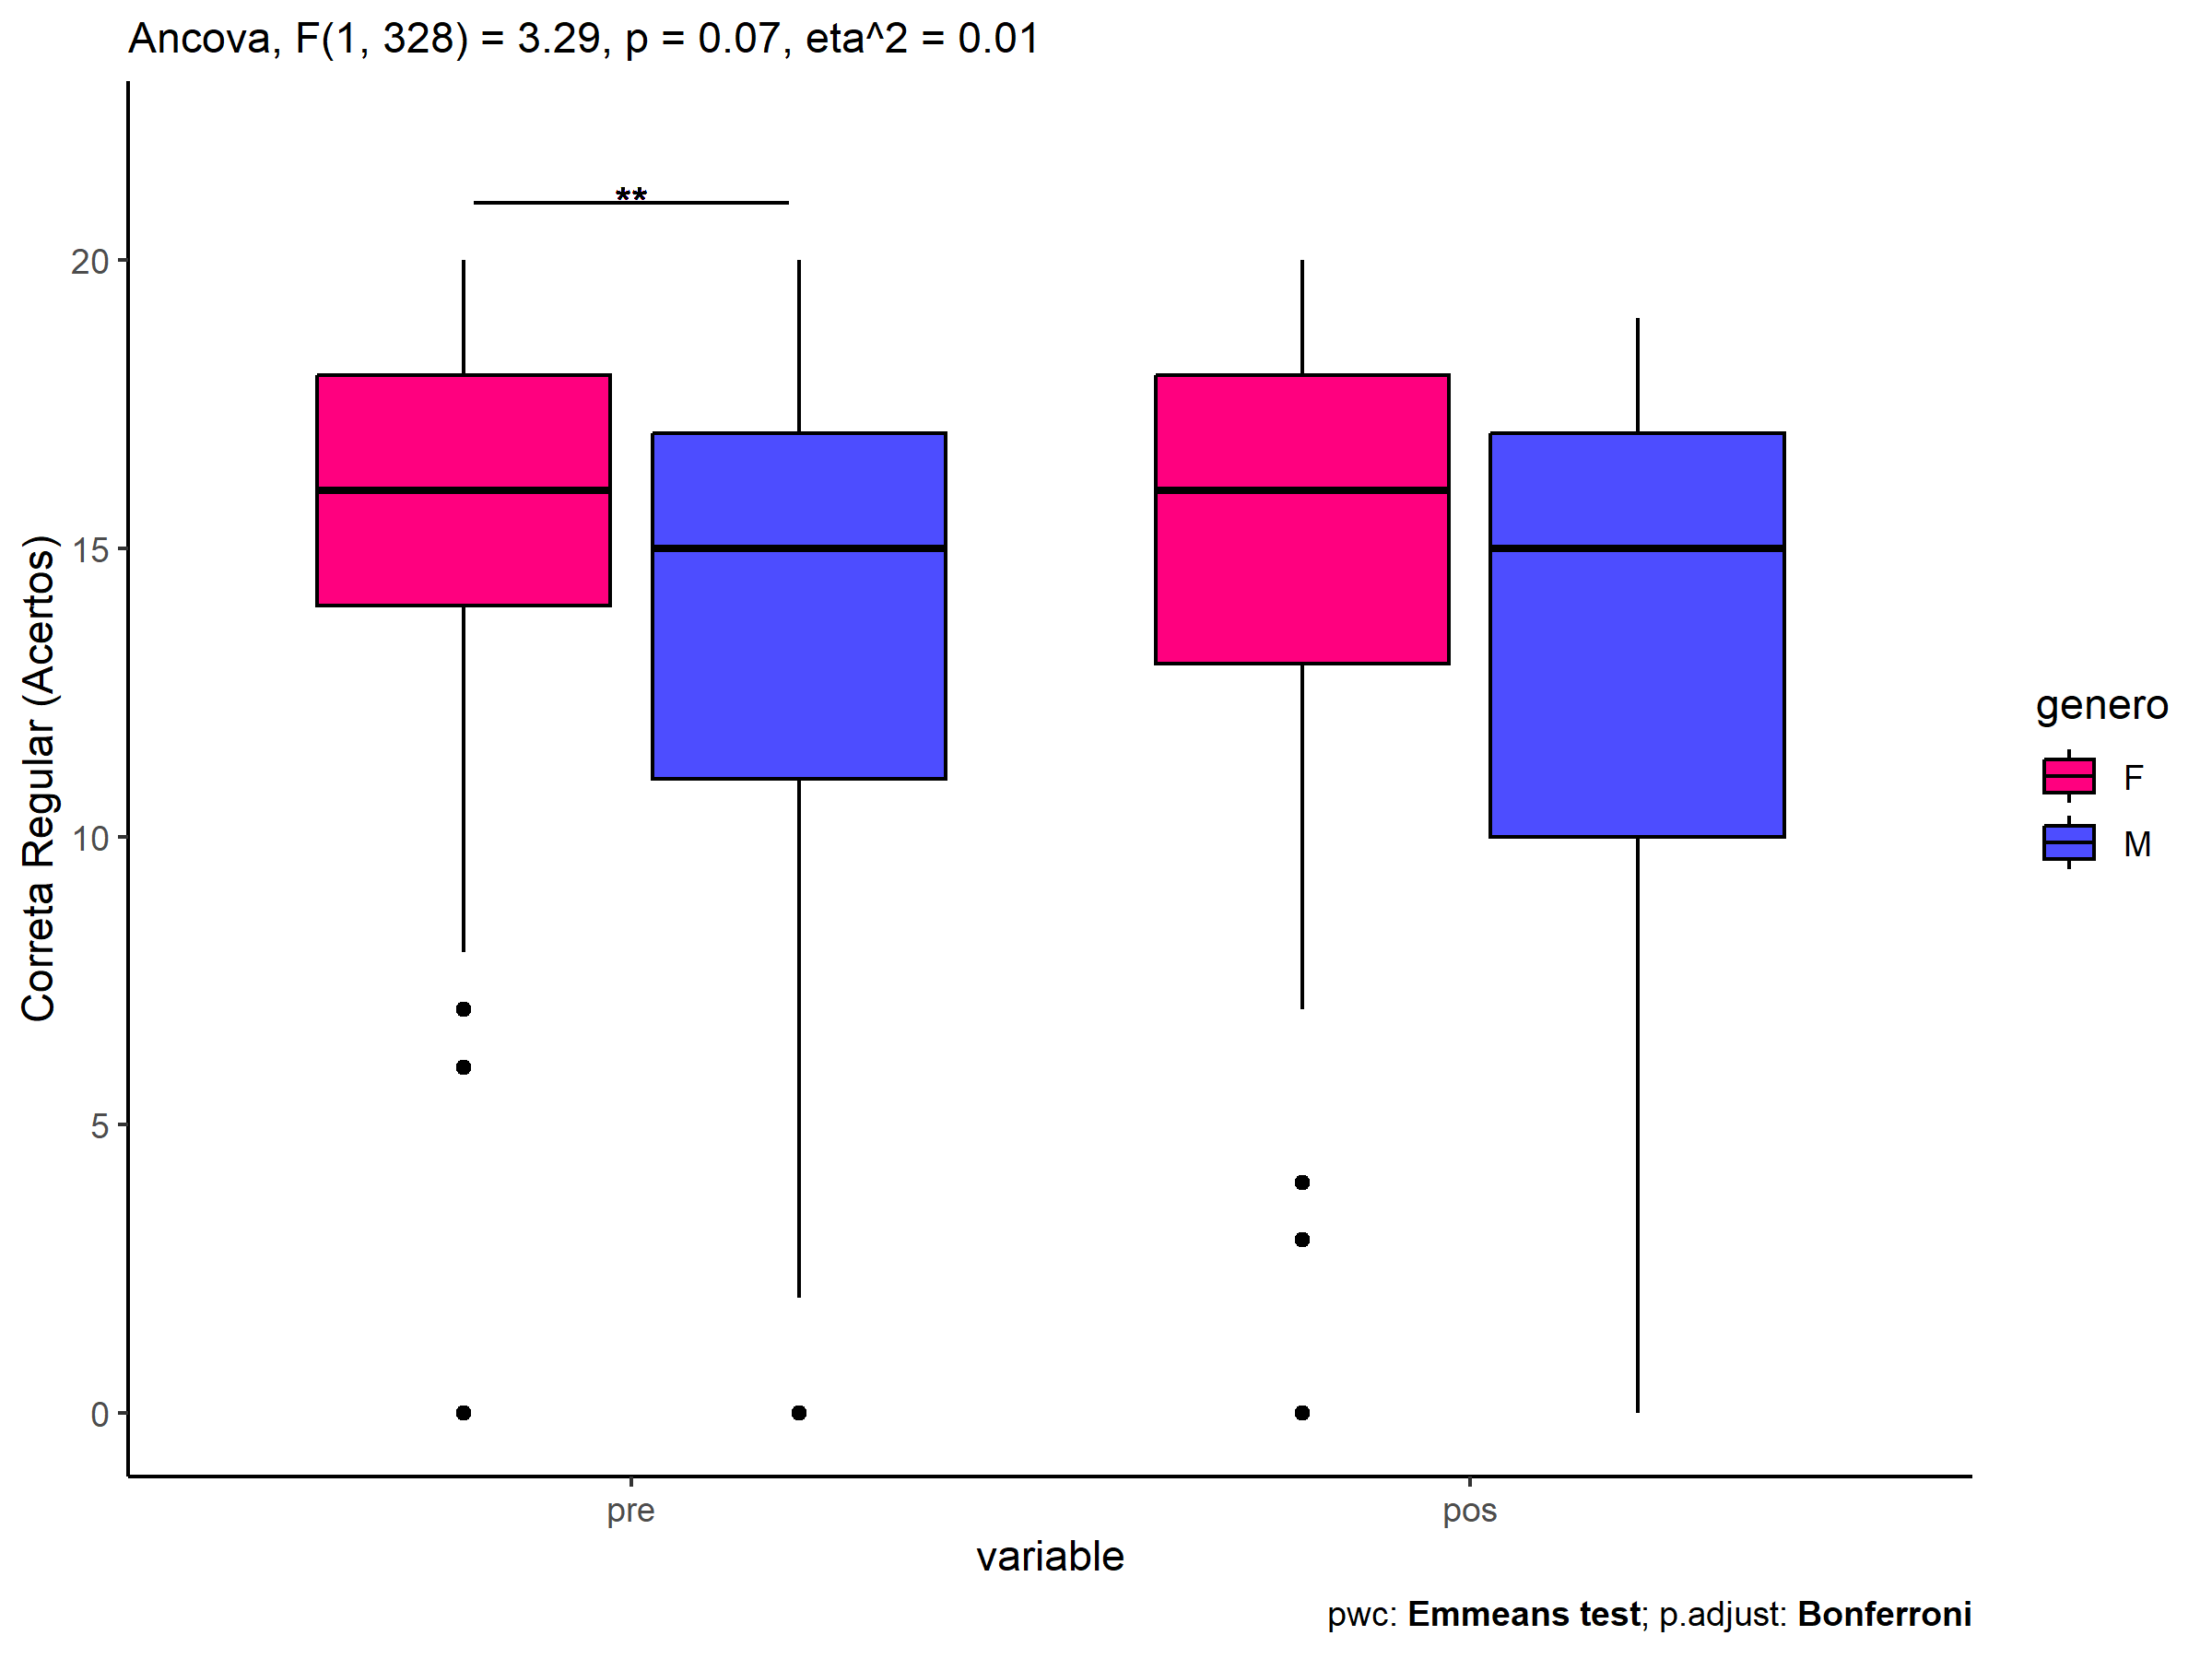 Ancova, F(1, 328) = 3.29, p = 0.07, eta^2 = 0.01
**
20
15
10
5
0
Correta Regular (Acertos)
pre
pos
variable
genero
F
M
pwc: Emmeans test; p.adjust: Bonferroni